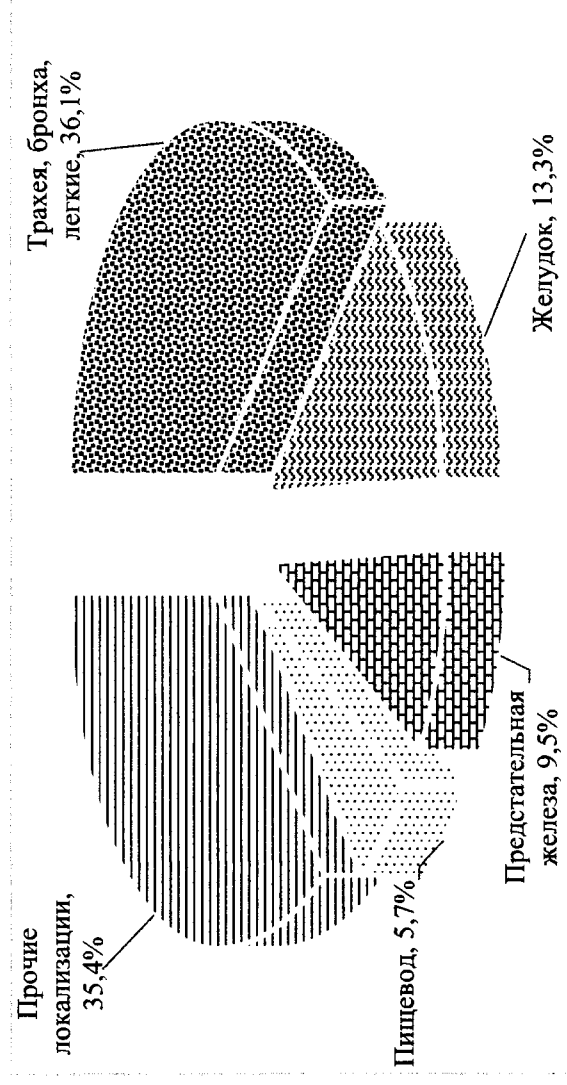 Прочие
локализации,
35,4%
Трахея, бронха,
легкие, 36,1%
Пищевод, 5,7%
Предстательная
железа, 9,5%
Желудок, 13,3%